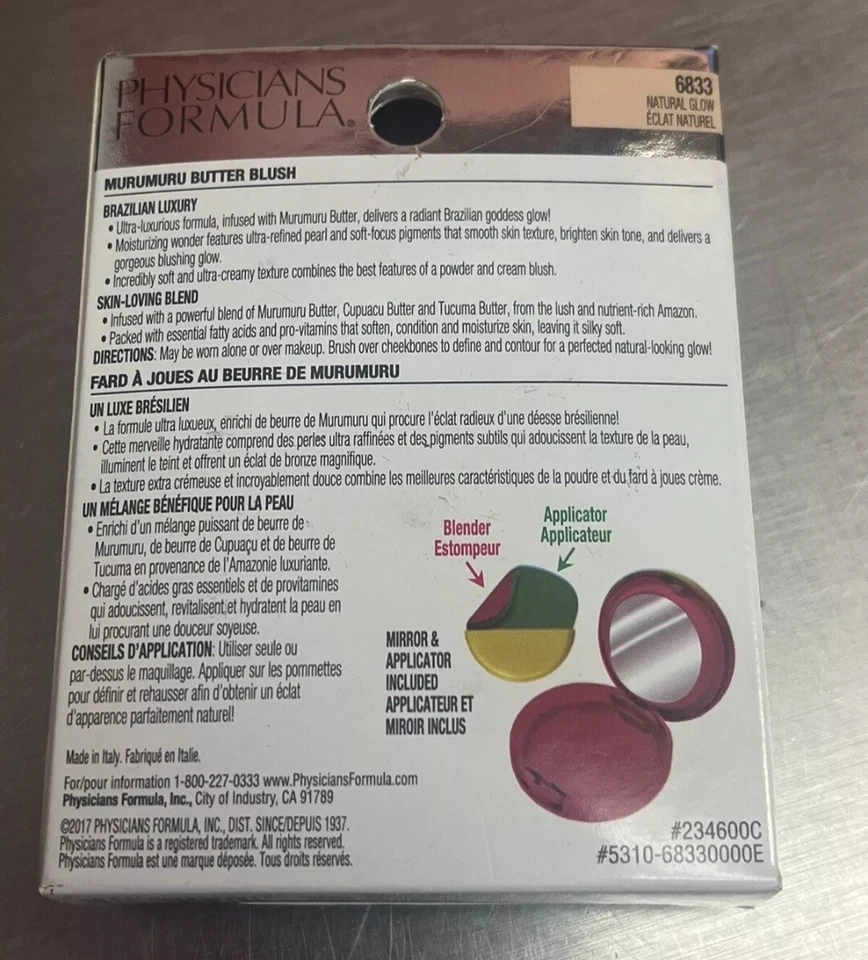 PHYSICIANS
FORMULA®
6833
NATURAL GLOW
ÉCLAT NATUREL
MURUMURU BUTTER BLUSH
BRAZILIAN LUXURY
• Ultra-luxurious formula, infused with Murumuru Butter, delivers a radiant Brazilian goddess glow!
• Moisturizing wonder features ultra-refined pearl and soft-focus pigments that smooth skin texture, brighten skin tone, and delivers a
gorgeous blushing glow.
• Incredibly soft and ultra-creamy texture combines the best features of a powder and cream blush.
SKIN-LOVING BLEND
• Infused with a powerful blend of Murumuru Butter, Cupuacu Butter and Tucuma Butter, from the lush and nutrient-rich Amazon.
• Packed with essential fatty acids and pro-vitamins that soften, condition and moisturize skin, leaving it silky soft.
DIRECTIONS: May be worn alone or over makeup. Brush over cheekbones to define and contour for a perfected natural-looking glow!
FARD À JOUES AU BEURRE DE MURUMURU
UN LUXE BRÉSILIEN
• La formule ultra luxueux, enrichi de beurre de Murumuru qui procure l'éclat radieux d'une déesse brésilienne!
• Cette merveille hydratante comprend des perles ultra raffinées et des pigments subtils qui adoucissent la texture de la peau,
illuminent le teint et offrent un éclat de bronze magnifique.
• La texture extra crémeuse et incroyablement douce combine les meilleures caractéristiques de la poudre et du fard à joues crème.
UN MÉLANGE BÉNÉFIQUE POUR LA PEAU
• Enrichi d'un mélange puissant de beurre de
Murumuru, de beurre de Cupuaçu et de beurre de
Tucuma en provenance de l'Amazonie luxuriante.
• Chargé d'acides gras essentiels et de provitamines
qui adoucissent, revitalisent et hydratent la peau en
lui procurant une douceur soyeuse.
CONSEILS D'APPLICATION: Utiliser seule ou
par-dessus le maquillage. Appliquer sur les pommettes
pour définir et rehausser afin d'obtenir un éclat
d'apparence parfaitement naturel!
Blender
Estompeur
Applicator
Applicateur
MIRROR &
APPLICATOR
INCLUDED
APPLICATEUR ET
MIROIR INCLUS
Made in Italy. Fabriqué en Italie.
For/pour information 1-800-227-0333 www.PhysiciansFormula.com
Physicians Formula, Inc., City of Industry, CA 91789
©2017 PHYSICIANS FORMULA, INC., DIST. SINCE/DEPUIS 1937.
Physicians Formula is a registered trademark. All rights reserved.
Physicians Formula est une marque déposée. Tous droits réservés.
#234600C
#5310-68330000E